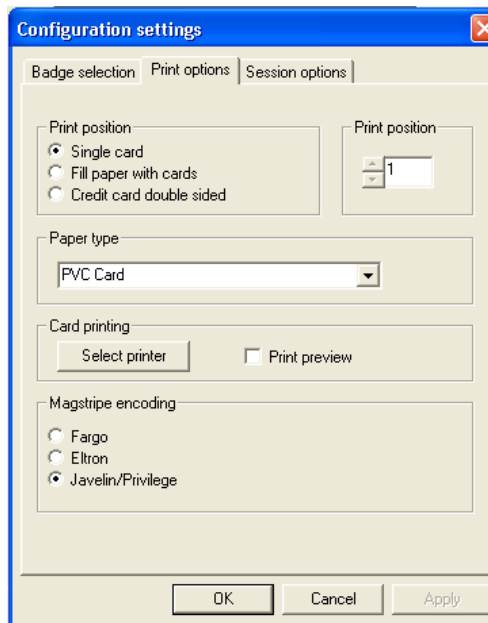 Configuration settings
Badge selection Print options Session options
Print position
Single card
Fill paper with cards
Credit card double sided
Print position
1
Paper type
PVC Card
Card printing
Select printer
Print preview
Magstripe encoding
Fargo
Eltron
Javelin/Privilege
OK Cancel Apply